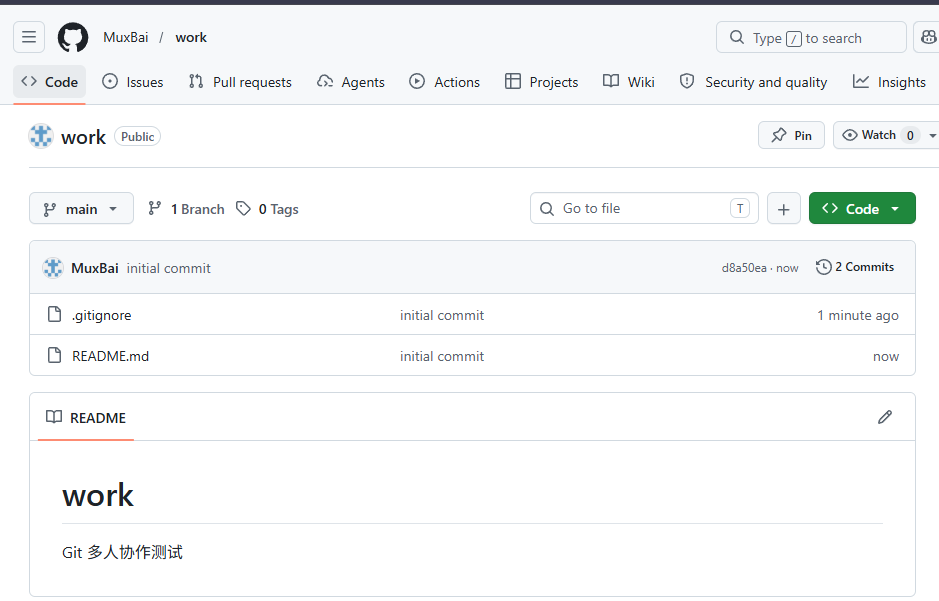 MuxBai / work
Type / to search
Code Issues Pull requests Agents Actions Projects Wiki Security and quality Insights
work Public
Pin Watch 0
main 1 Branch 0 Tags
Go to file T Code
MuxBai initial commit d8a50ea · now 2 Commits
.gitignore initial commit 1 minute ago
README.md initial commit now
README
work
Git 多人协作测试